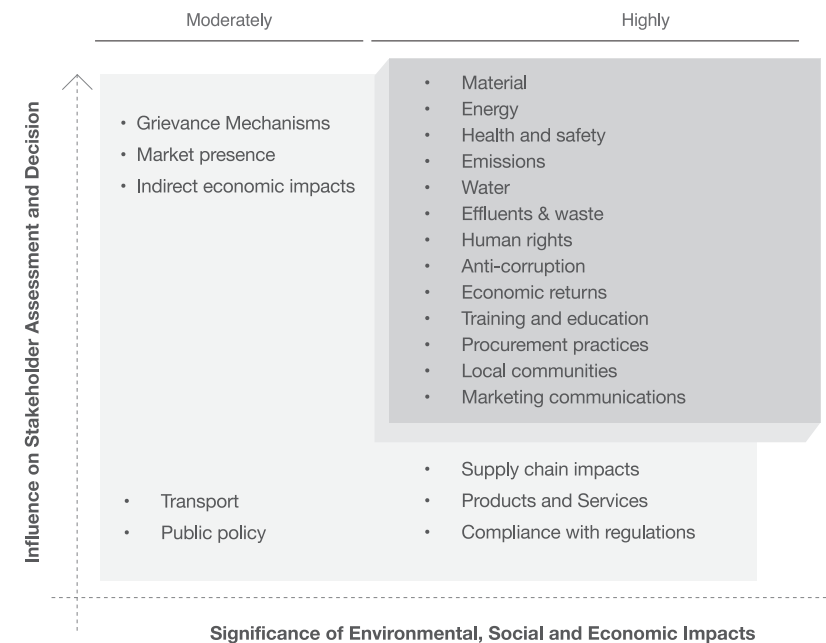 Moderately
Highly
Influence on Stakeholder Assessment and Decision
• Grievance Mechanisms
• Market presence
• Indirect economic impacts
• Material
• Energy
• Health and safety
• Emissions
• Water
• Effluents & waste
• Human rights
• Anti-corruption
• Economic returns
• Training and education
• Procurement practices
• Local communities
• Marketing communications
• Transport
• Public policy
• Supply chain impacts
• Products and Services
• Compliance with regulations
Significance of Environmental, Social and Economic Impacts